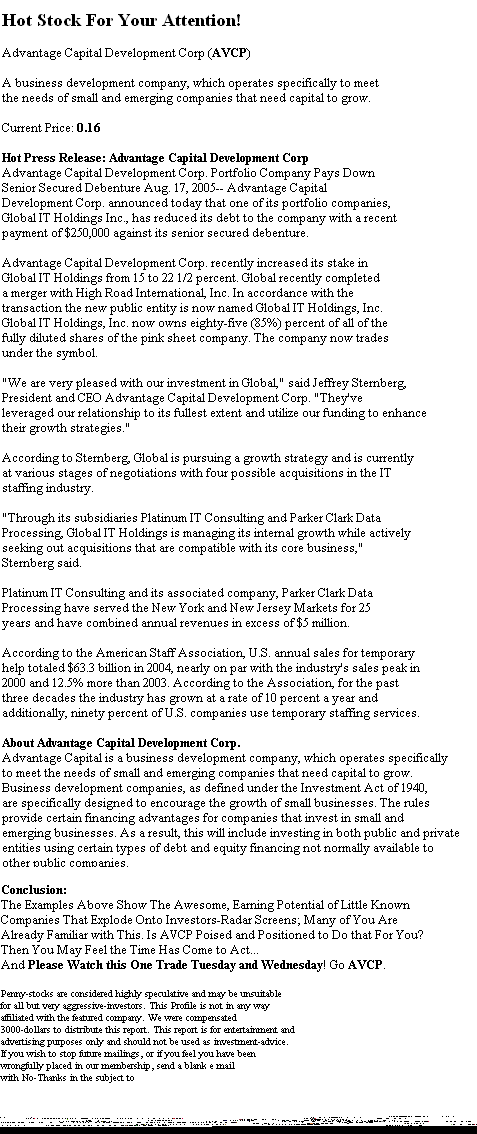 Hot Stock For Your Attention!
Advantage Capital Development Corp (AVCP)
A business development company, which operates specifically to meet
the needs of small and emerging companies that need capital to grow.
Current Price: 0.16
Hot Press Release: Advantage Capital Development Corp
Advantage Capital Development Corp. Portfolio Company Pays Down
Senior Secured Debenture Aug. 17, 2005-- Advantage Capital
Development Corp. announced today that one of its portfolio companies,
Global IT Holdings Inc., has reduced its debt to the company with a recent
payment of $250,000 against its senior secured debenture.
Advantage Capital Development Corp. recently increased its stake in
Global IT Holdings from 15 to 22 1/2 percent. Global recently completed
a merger with High Road International, Inc. In accordance with the
transaction the new public entity is now named Global IT Holdings, Inc.
Global IT Holdings, Inc. now owns eighty-five (85%) percent of all of the
fully diluted shares of the pink sheet company. The company now trades
under the symbol.
"We are very pleased with our investment in Global," said Jeffrey Sternberg,
President and CEO Advantage Capital Development Corp. "They've
leveraged our relationship to its fullest extent and utilize our funding to enhance
their growth strategies."
According to Sternberg, Global is pursuing a growth strategy and is currently
at various stages of negotiations with four possible acquisitions in the IT
staffing industry.
"Through its subsidiaries Platinum IT Consulting and Parker Clark Data
Processing, Global IT Holdings is managing its internal growth while actively
seeking out acquisitions that are compatible with its core business,"
Sternberg said.
Platinum IT Consulting and its associated company, Parker Clark Data
Processing have served the New York and New Jersey Markets for 25
years and have combined annual revenues in excess of $5 million.
According to the American Staff Association, U.S. annual sales for temporary
help totaled $63.3 billion in 2004, nearly on par with the industry's sales peak in
2000 and 12.5% more than 2003. According to the Association, for the past
three decades the industry has grown at a rate of 10 percent a year and
additionally, ninety percent of U.S. companies use temporary staffing services.
About Advantage Capital Development Corp.
Advantage Capital is a business development company, which operates specifically
to meet the needs of small and emerging companies that need capital to grow.
Business development companies, as defined under the Investment Act of 1940,
are specifically designed to encourage the growth of small businesses. The rules
provide certain financing advantages for companies that invest in small and
emerging businesses. As a result, this will include investing in both public and private
entities using certain types of debt and equity financing not normally available to
other public companies.
Conclusion:
The Examples Above Show The Awesome, Earning Potential of Little Known
Companies That Explode Onto Investors-Radar Screens; Many of You Are
Already Familiar with This. Is AVCP Poised and Positioned to Do that For You?
Then You May Feel the Time Has Come to Act...
And Please Watch this One Trade Tuesday and Wednesday! Go AVCP.
Penny-stocks are considered highly speculative and may be unsuitable
for all but very aggressive-investors. This Profile is not in any way
affiliated with the featured company. We were compensated
3000-dollars to distribute this report. This report is for entertainment and
advertising purposes only and should not be used as investment-advice.
If you wish to stop future mailings, or if you feel you have been
wrongfully placed in our membership, send a blank e mail
with No-Thanks in the subject to